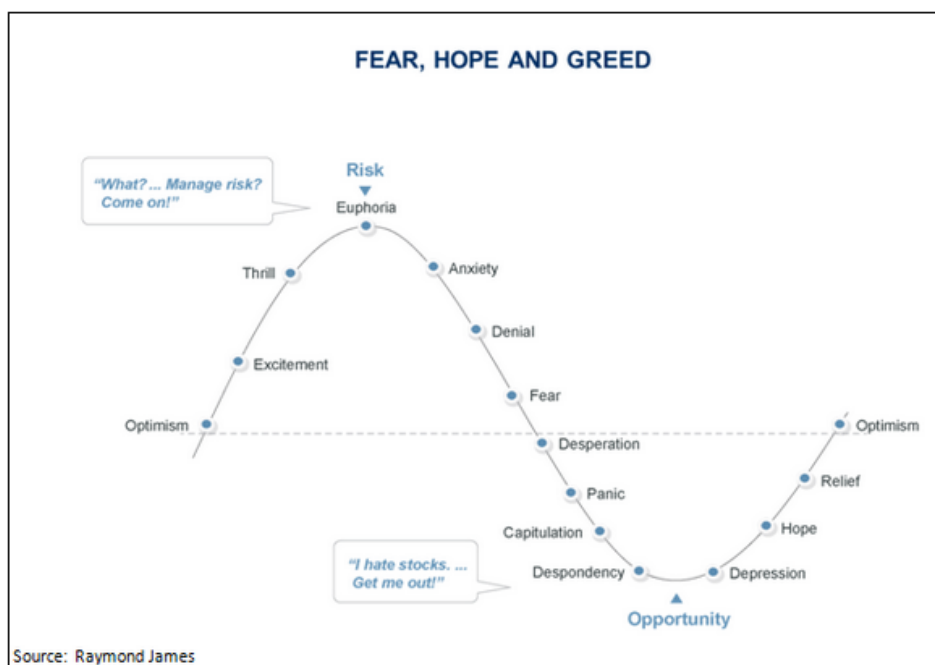 FEAR, HOPE AND GREED
“What? ... Manage risk?
Come on!”
Risk
Euphoria
Thrill
Anxiety
Denial
Excitement
Fear
Optimism
Optimism
Desperation
Relief
Panic
Capitulation
Hope
“I hate stocks. ...
Get me out!”
Despondency
Depression
Opportunity
Source: Raymond James